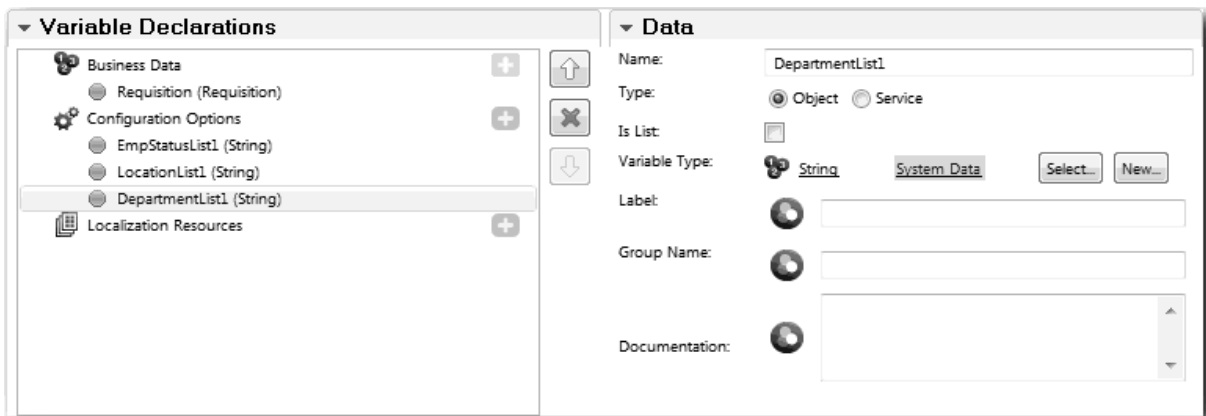 Variable Declarations
Business Data
Requisition (Requisition)
Configuration Options
EmpStatusList1 (String)
LocationList1 (String)
DepartmentList1 (String)
Localization Resources
Data
Name: DepartmentList1
Type: Object Service
Is List:
Variable Type: String System Data Select... New...
Label:
Group Name:
Documentation: